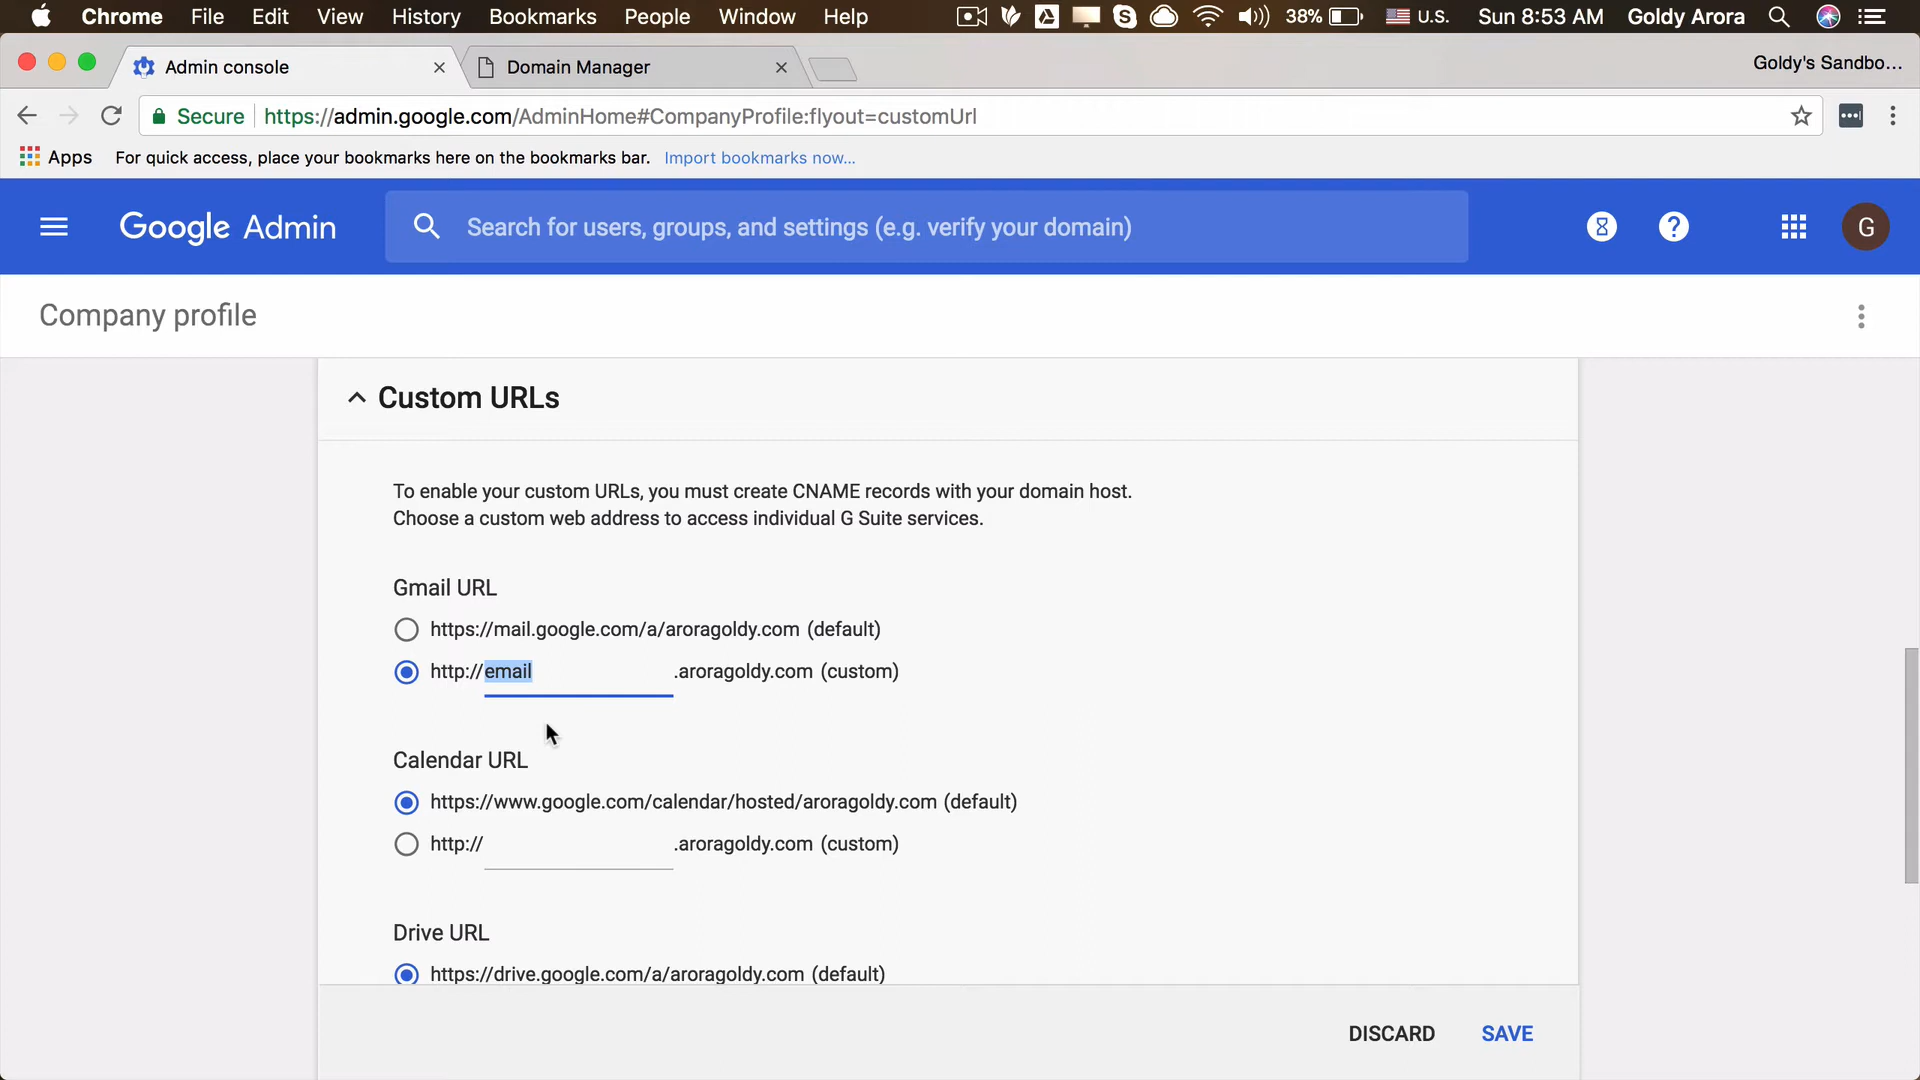 Chrome File Edit View History Bookmarks People Window Help 38% U.S. Sun 8:53 AM Goldy Arora
Admin console Domain Manager Goldy's Sandbo...
Secure https://admin.google.com/AdminHome#CompanyProfile:flyout=customUrl
Apps For quick access, place your bookmarks here on the bookmarks bar. Import bookmarks now...
Google Admin Search for users, groups, and settings (e.g. verify your domain) ? G
Company profile
Custom URLs
To enable your custom URLs, you must create CNAME records with your domain host.
Choose a custom web address to access individual G Suite services.
Gmail URL
https://mail.google.com/a/aroragoldy.com (default)
http://email .aroragoldy.com (custom)
Calendar URL
https://www.google.com/calendar/hosted/aroragoldy.com (default)
http:// .aroragoldy.com (custom)
Drive URL
https://drive.google.com/a/aroragoldy.com (default)
DISCARD SAVE